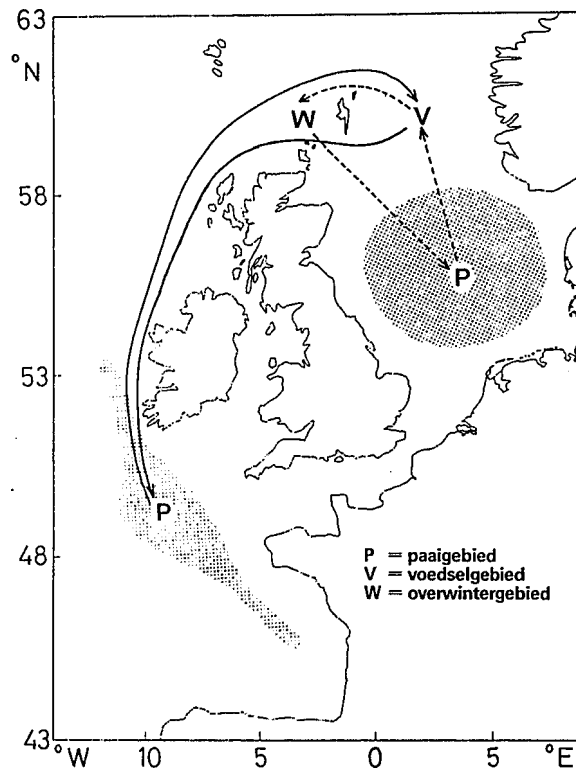 63
°N
W
V
58
P
53
P
48
P = paaigebied
V = voedselgebied
W = overwintergebied
43
°W 10 5 0 5 °E